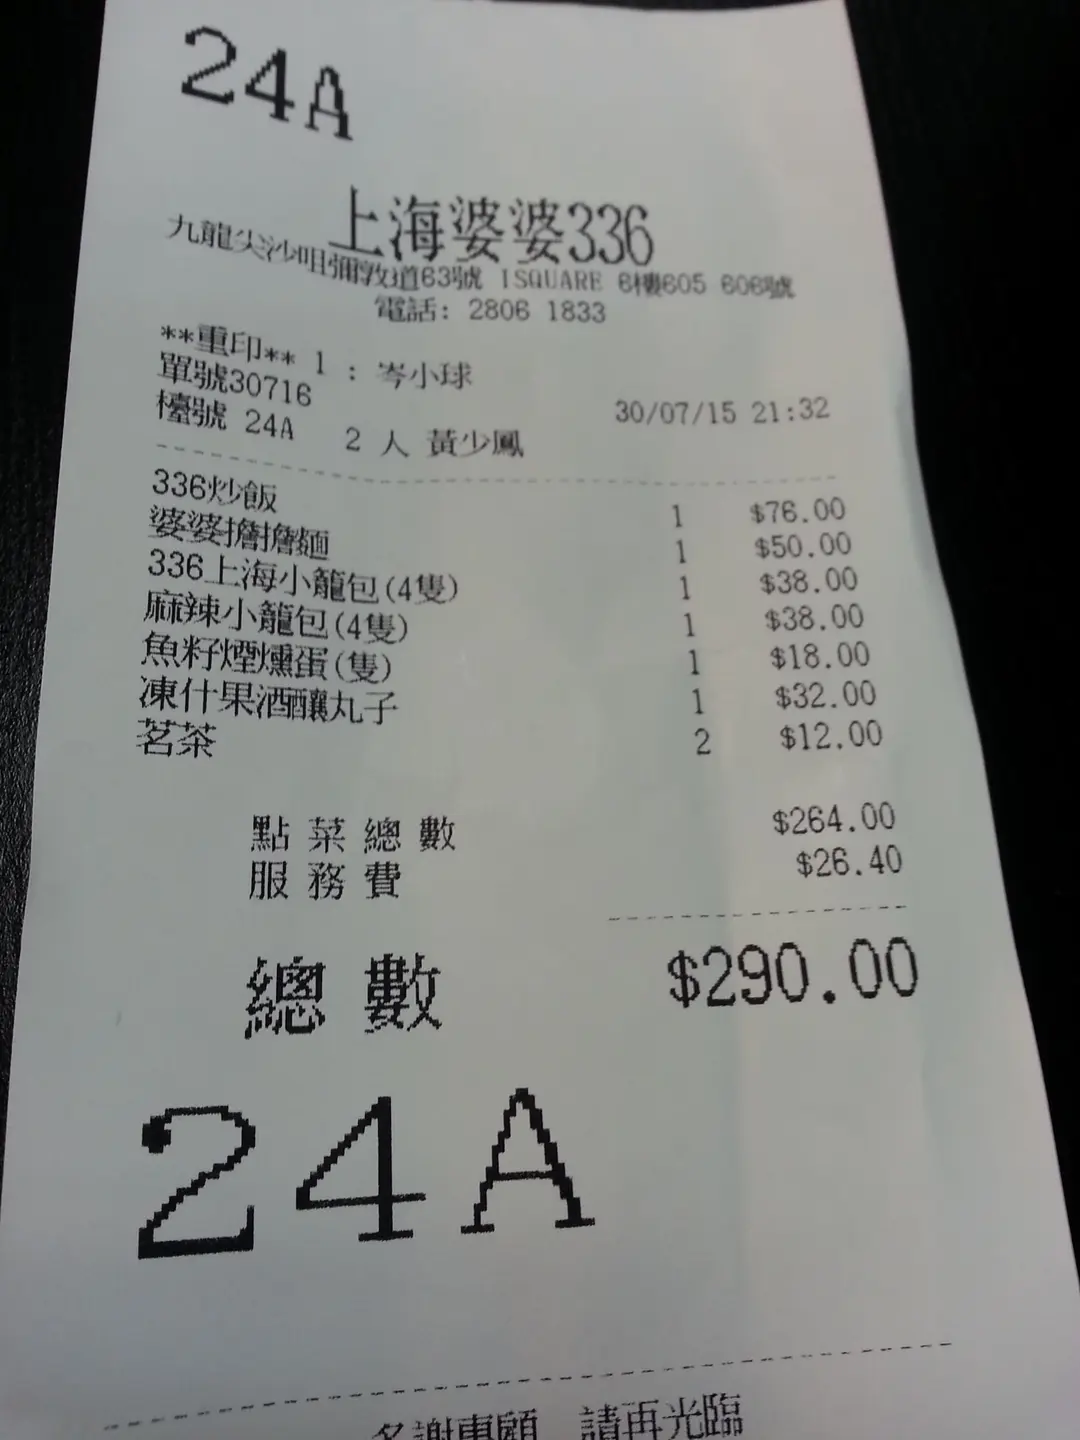 24A
上海婆婆336
九龍尖沙咀彌敦道63號 ISQUARE 6樓605 606號
電話: 2806 1833
**重印** 1 : 岑小球
單號30716 30/07/15 21:32
檯號 24A 2 人 黃少鳳
336炒飯 1 $76.00
婆婆擔擔麵 1 $50.00
336上海小籠包(4隻) 1 $38.00
麻辣小籠包(4隻) 1 $38.00
魚籽煙燻蛋(隻) 1 $18.00
凍什果酒釀丸子 1 $32.00
茗茶 2 $12.00
點菜總數 $264.00
服務費 $26.40
總數 $290.00
24A
多謝惠顧 請再光臨